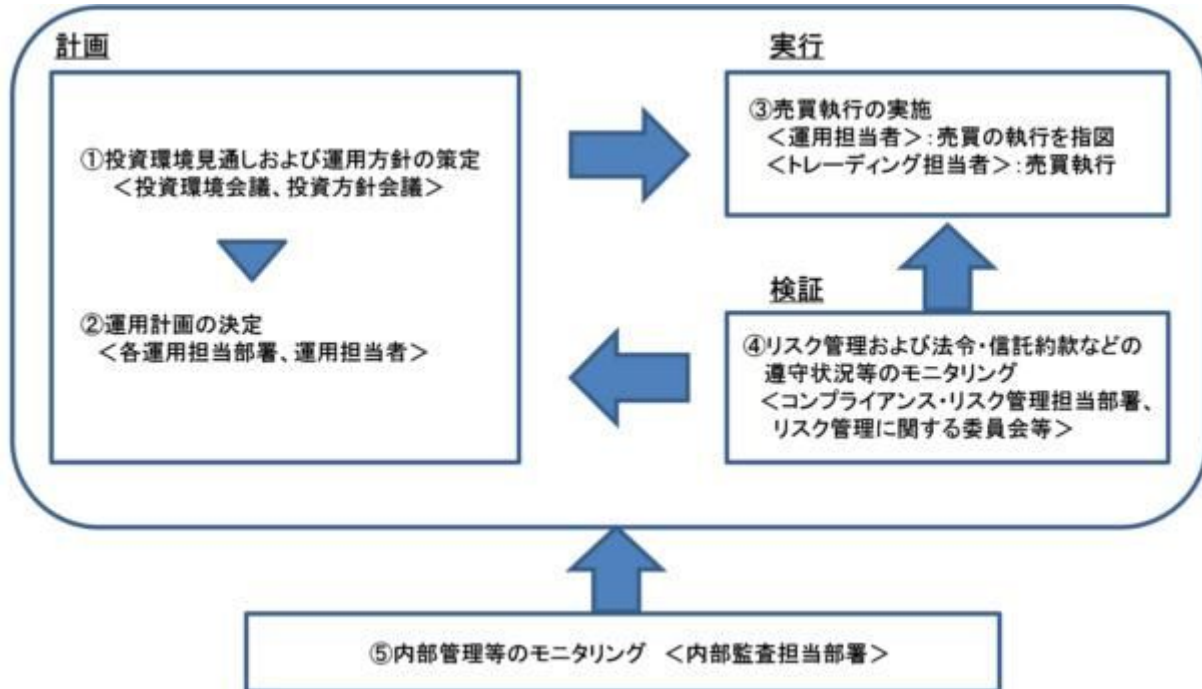 計画
①投資環境見通しおよび運用方針の策定
＜投資環境会議、投資方針会議＞
②運用計画の決定
＜各運用担当部署、運用担当者＞
実行
③売買執行の実施
＜運用担当者＞：売買の執行を指図
＜トレーディング担当者＞：売買執行
検証
④リスク管理および法令・信託約款などの
遵守状況等のモニタリング
＜コンプライアンス・リスク管理担当部署、
リスク管理に関する委員会等＞
⑤内部管理等のモニタリング ＜内部監査担当部署＞